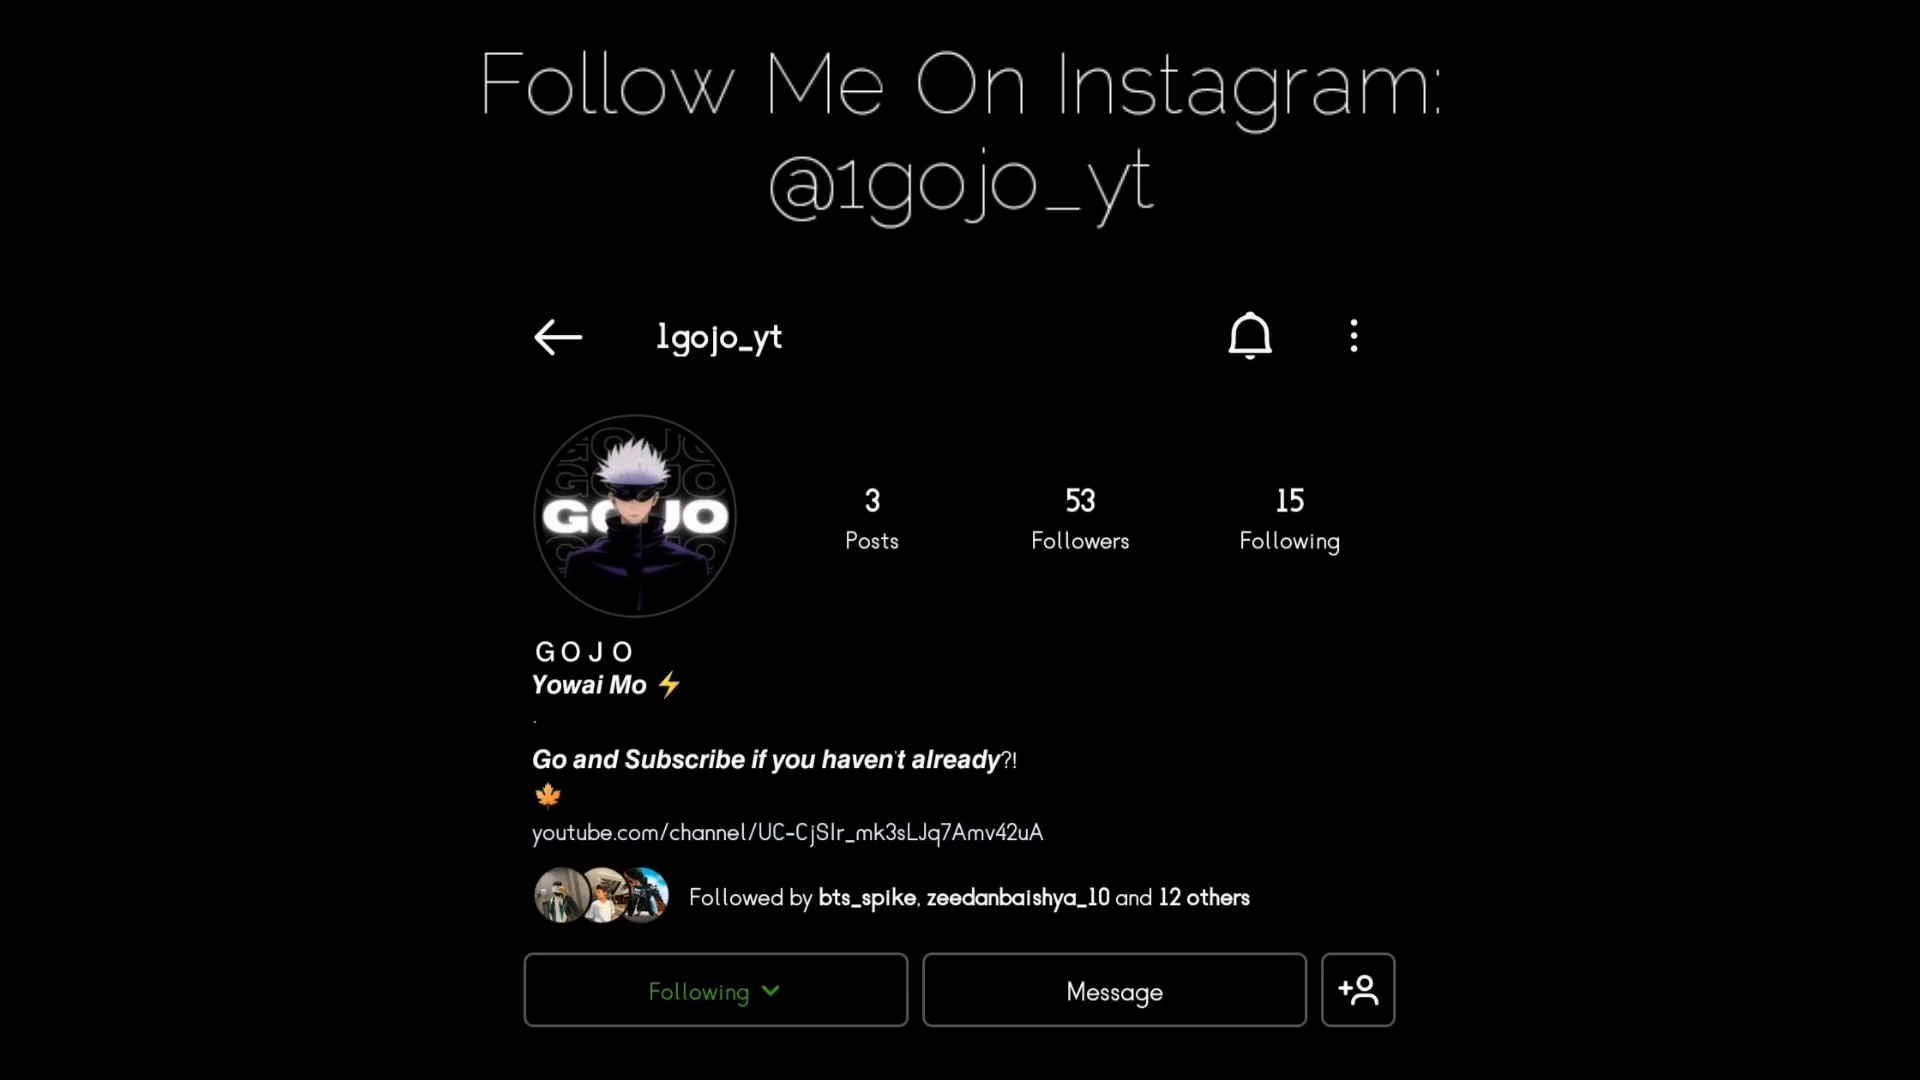 Follow Me On Instagram:
@1gojo_yt
1gojo_yt
GOJO
3
Posts
53
Followers
15
Following
G O J O
Yowai Mo ⚡
.
Go and Subscribe if you haven't already?!
🍁
youtube.com/channel/UC-CjSIr_mk3sLJq7Amv42uA
Followed by bts_spike, zeedanbaishya_10 and 12 others
Following
Message